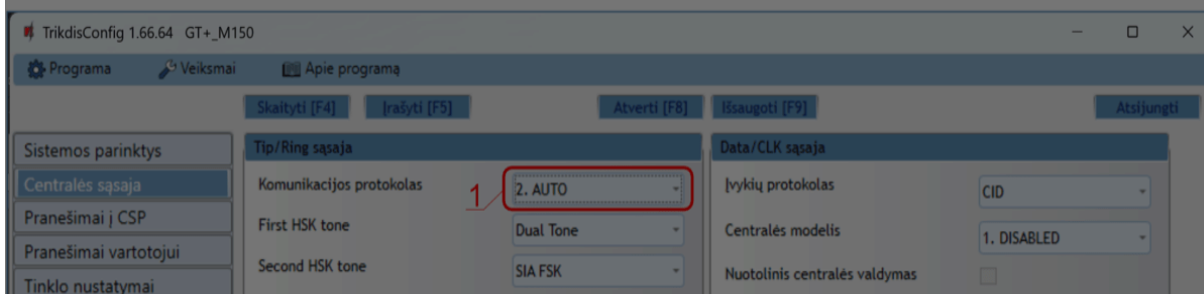 TrikdisConfig 1.66.64 GT+_M150
Programa Veiksmai Apie programą
Skaityti [F4] Įrašyti [F5] Atverti [F8] Išsaugoti [F9] Atsijungti
Sistemos parinktys
Centralės sąsaja
Pranešimai į CSP
Pranešimai vartotojui
Tinklo nustatymai
Tip/Ring sąsaja
Komunikacijos protokolas 1 2. AUTO
First HSK tone Dual Tone
Second HSK tone SIA FSK
Data/CLK sąsaja
Įvykių protokolas CID
Centralės modelis 1. DISABLED
Nuotolinis centralės valdymas